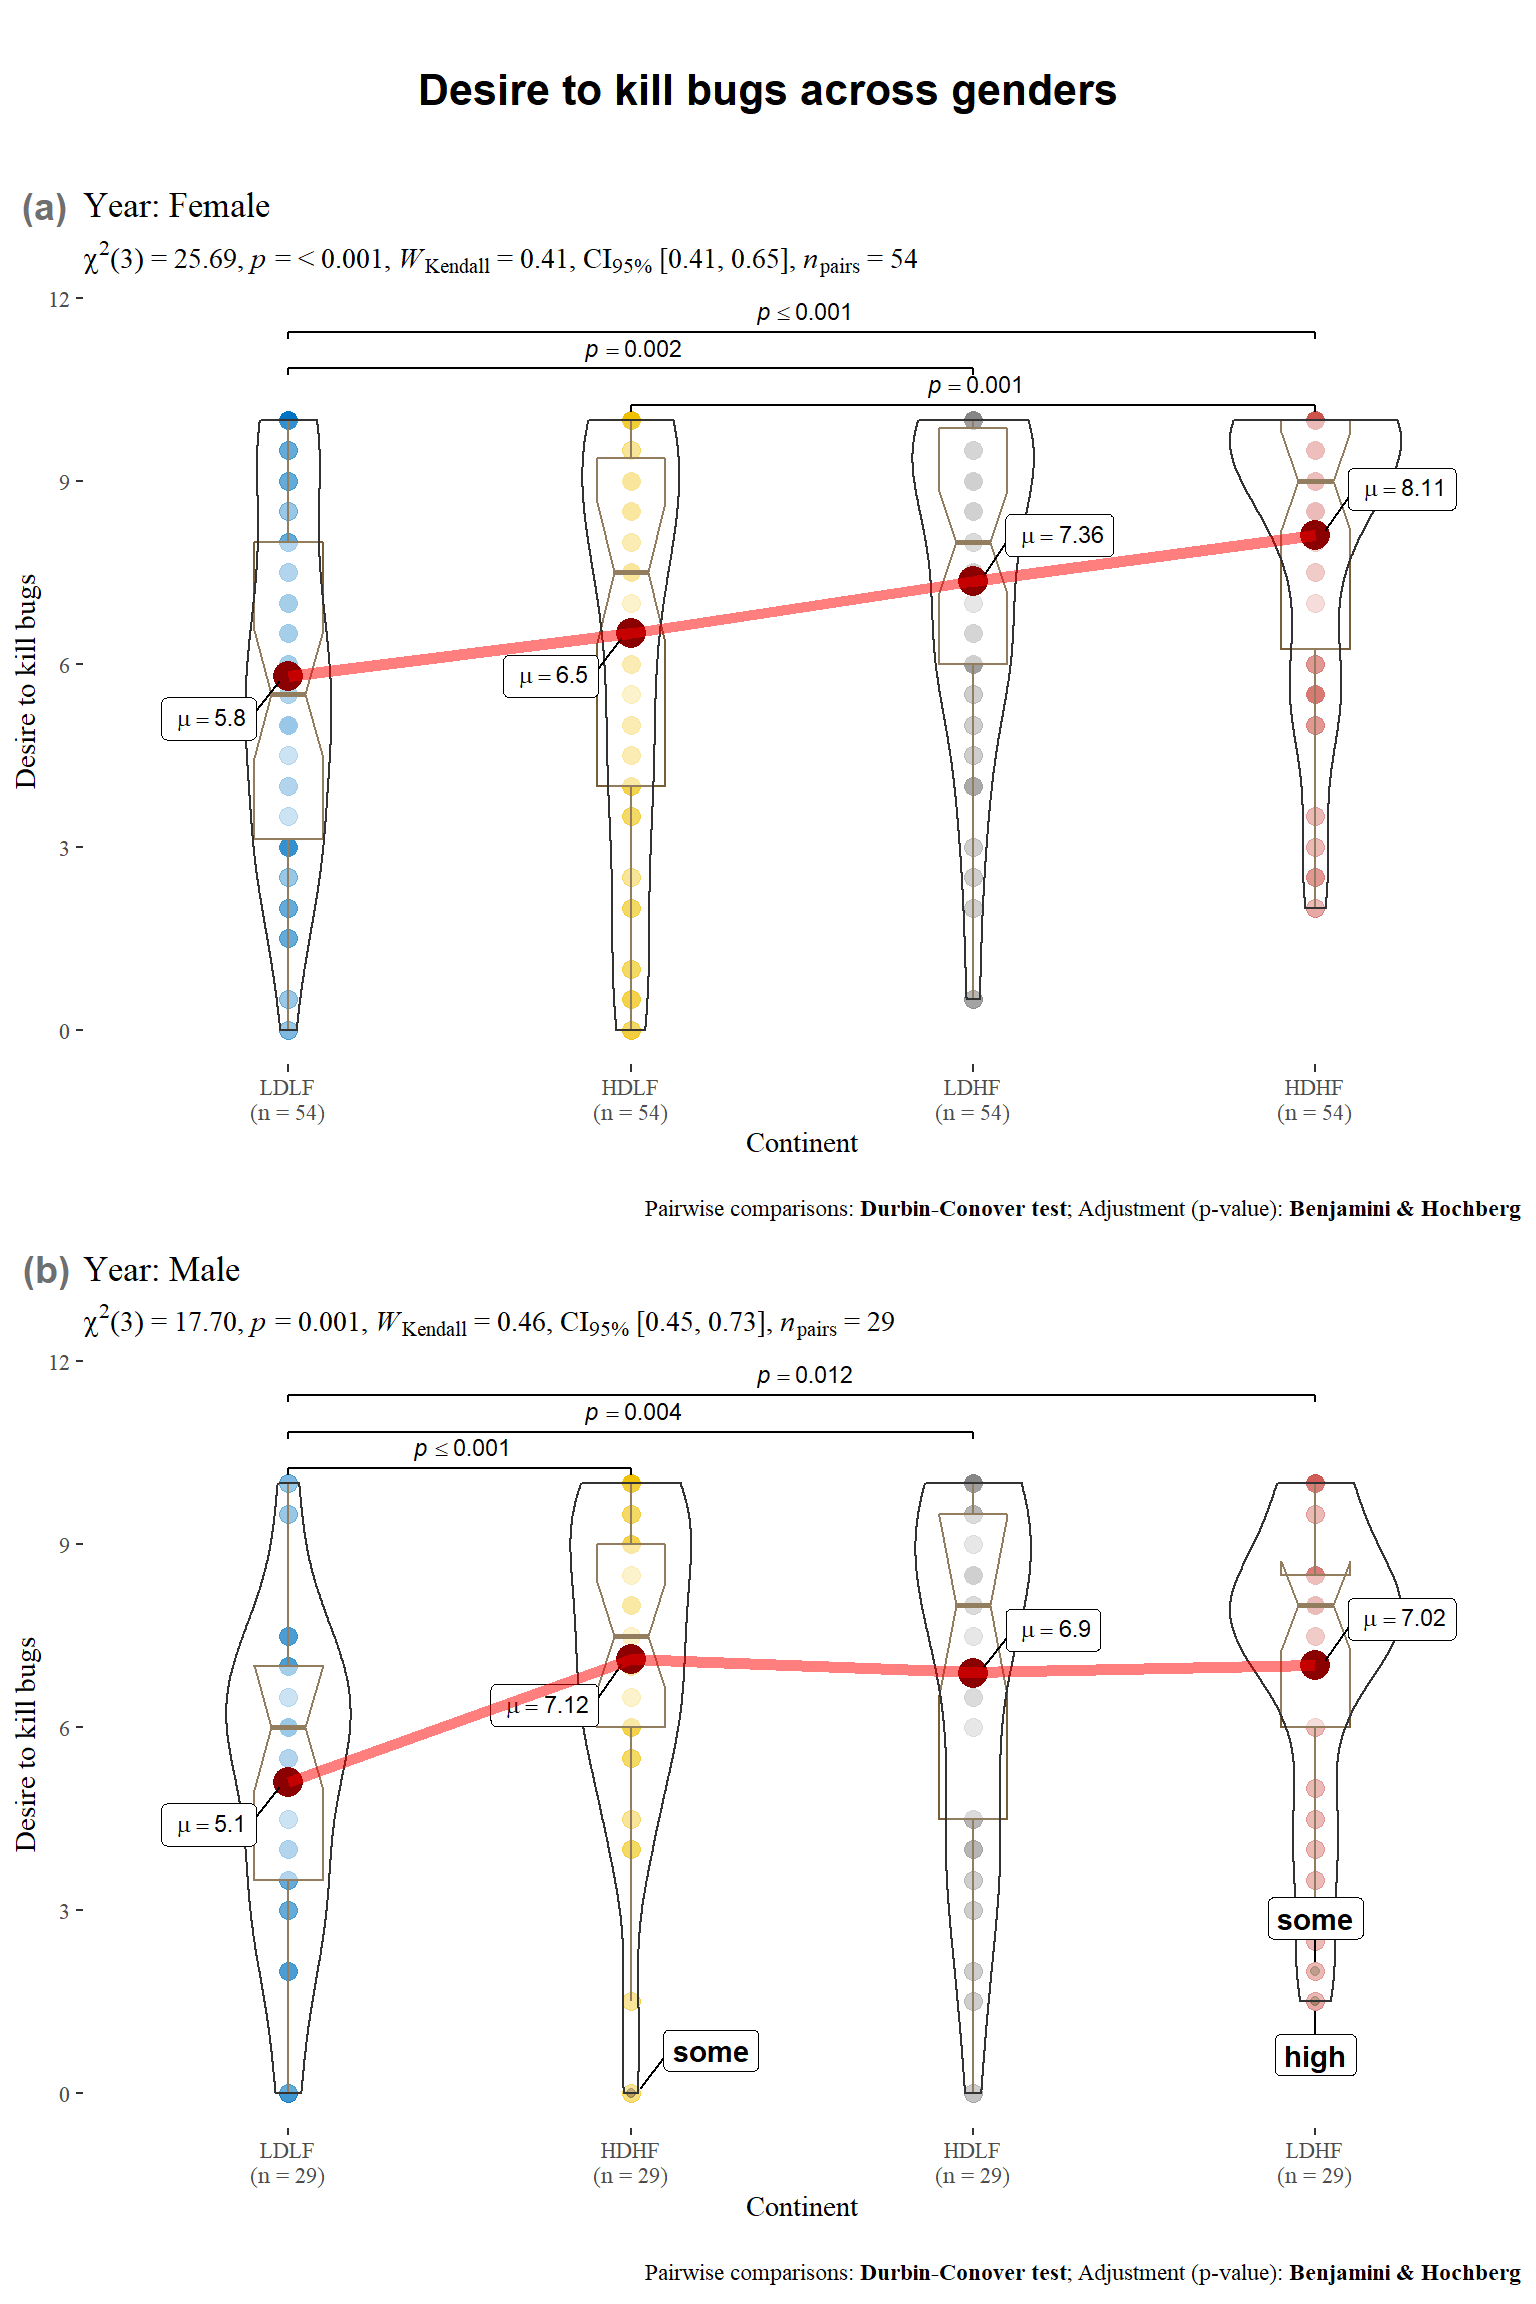 Desire to kill bugs across genders
(a) Year: Female
χ²(3) = 25.69, p = < 0.001, W_Kendall = 0.41, CI_95% [0.41, 0.65], n_pairs = 54
12
p ≤ 0.001
p = 0.002
p = 0.001
9
μ = 8.11
μ = 7.36
Desire to kill bugs
6
μ = 6.5
μ = 5.8
3
0
LDLF HDLF LDHF HDHF
(n = 54) (n = 54) (n = 54) (n = 54)
Continent
Pairwise comparisons: Durbin-Conover test; Adjustment (p-value): Benjamini & Hochberg
(b) Year: Male
χ²(3) = 17.70, p = 0.001, W_Kendall = 0.46, CI_95% [0.45, 0.73], n_pairs = 29
12
p = 0.012
p = 0.004
p ≤ 0.001
9
μ = 7.02
μ = 6.9
Desire to kill bugs
6
μ = 7.12
μ = 5.1
3
some
some
high
0
LDLF HDHF HDLF LDHF
(n = 29) (n = 29) (n = 29) (n = 29)
Continent
Pairwise comparisons: Durbin-Conover test; Adjustment (p-value): Benjamini & Hochberg